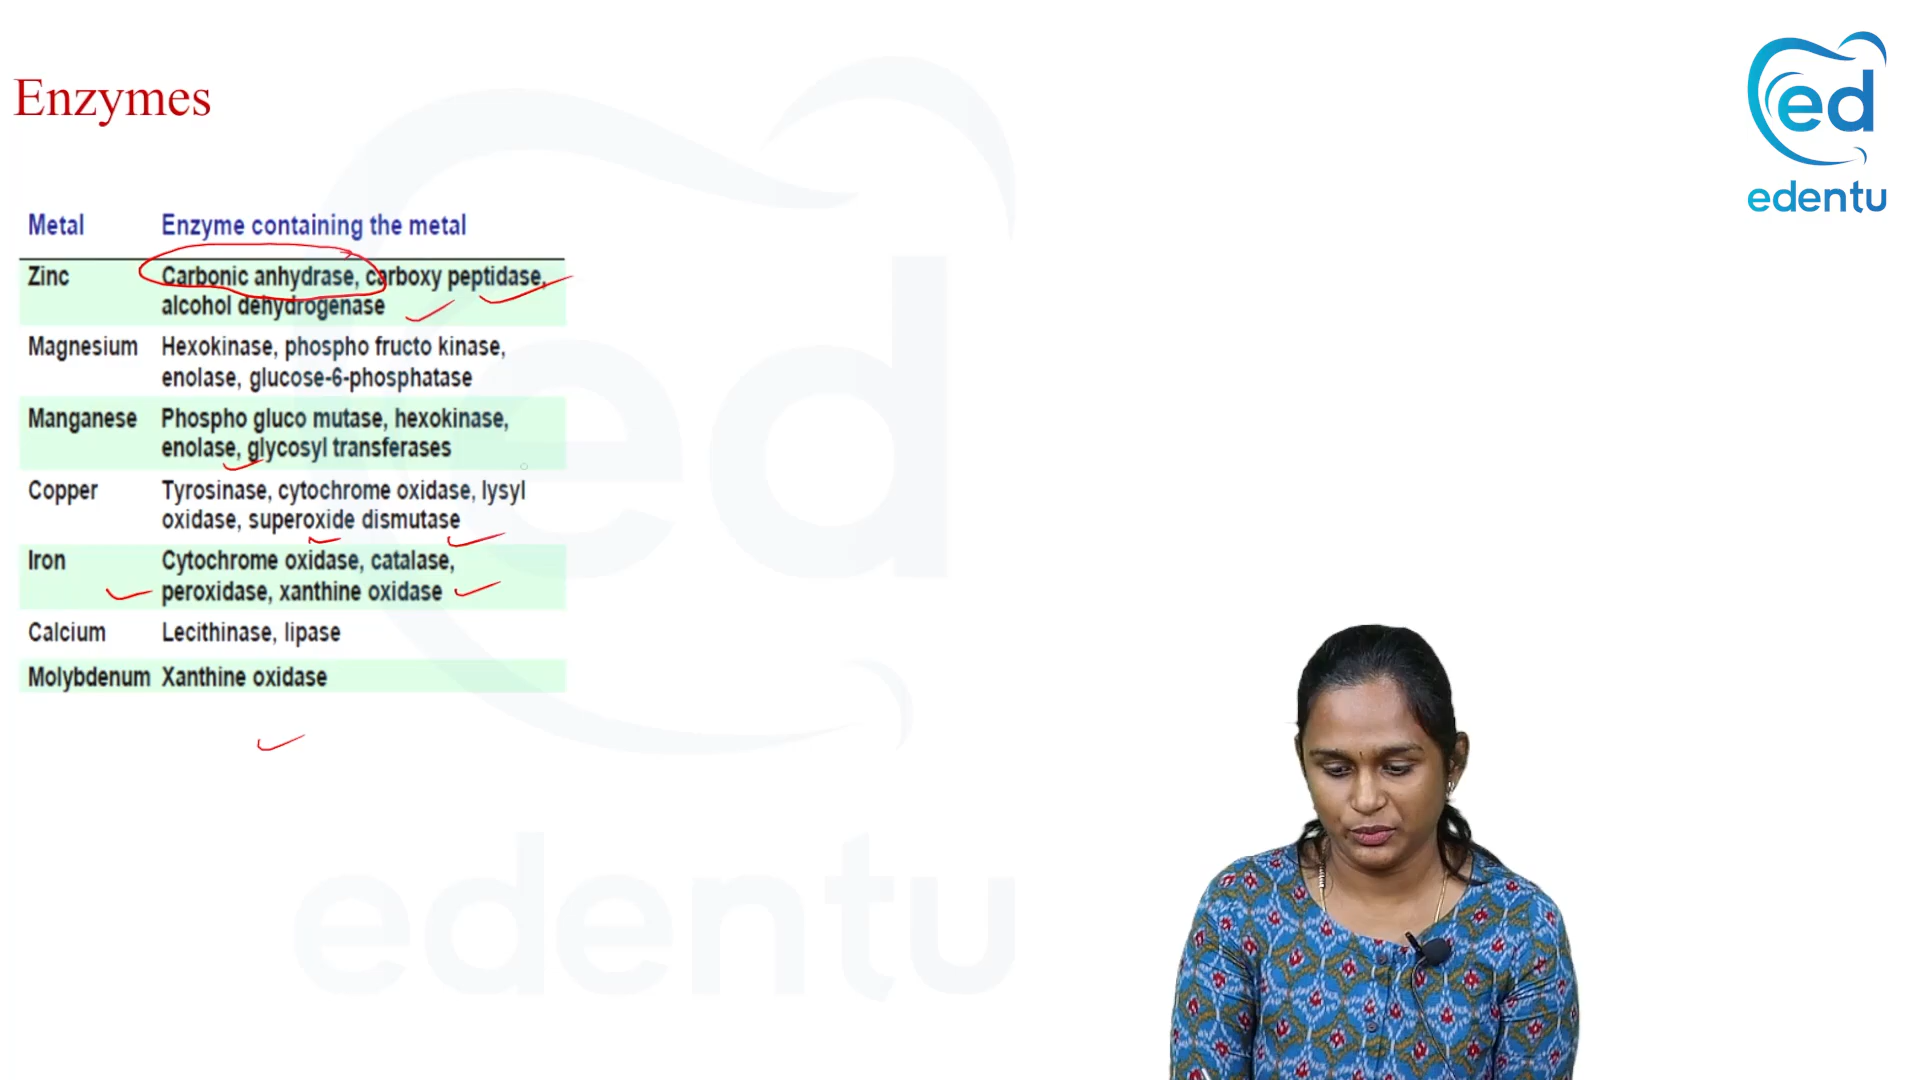 Enzymes
ed
edentu
Metal Enzyme containing the metal
Zinc Carbonic anhydrase, carboxy peptidase,
alcohol dehydrogenase
Magnesium Hexokinase, phospho fructo kinase,
enolase, glucose-6-phosphatase
Manganese Phospho gluco mutase, hexokinase,
enolase, glycosyl transferases
Copper Tyrosinase, cytochrome oxidase, lysyl
oxidase, superoxide dismutase
Iron Cytochrome oxidase, catalase,
peroxidase, xanthine oxidase
Calcium Lecithinase, lipase
Molybdenum Xanthine oxidase
ed
edentu